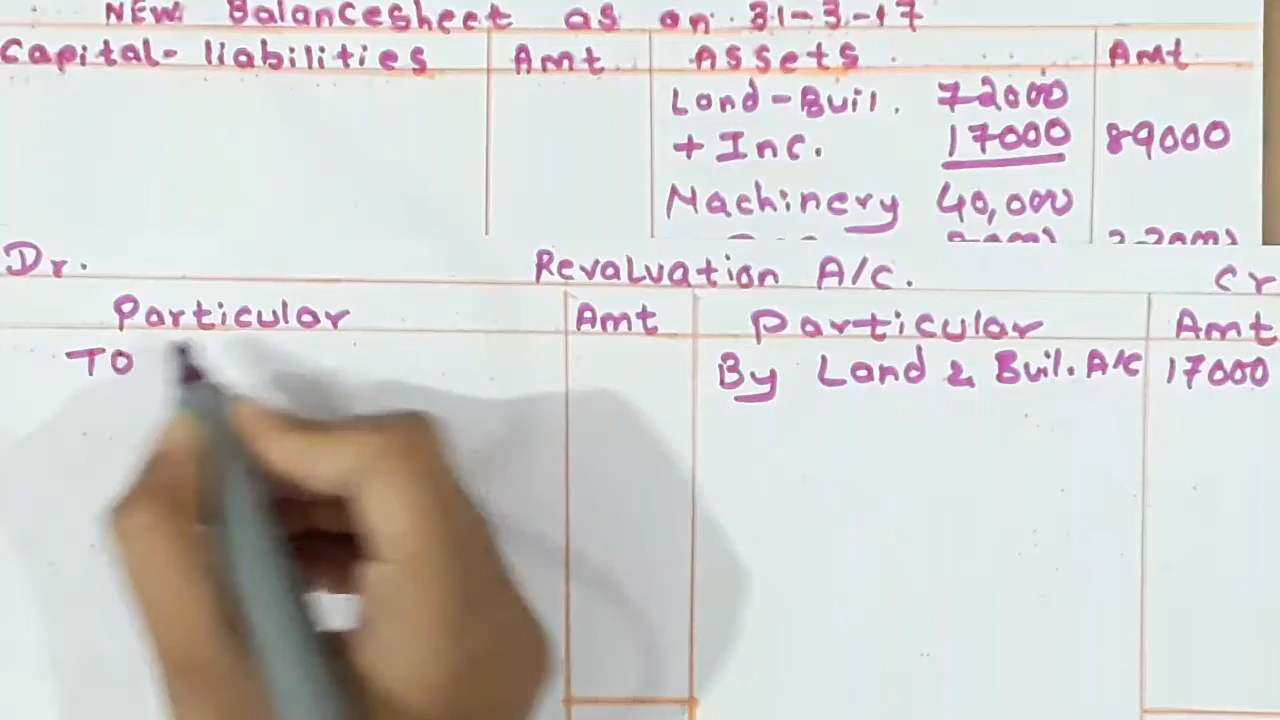 NEW Balancesheet as on 31-3-17
Capital-liabilities Amt Assets Amt
Land-Buil. 72000
+ Inc. 17000 89000
Machinery 40,000
Dr. Revaluation A/c. Cr
Particular Amt Particular Amt
TO By Land & Buil. A/c 17000